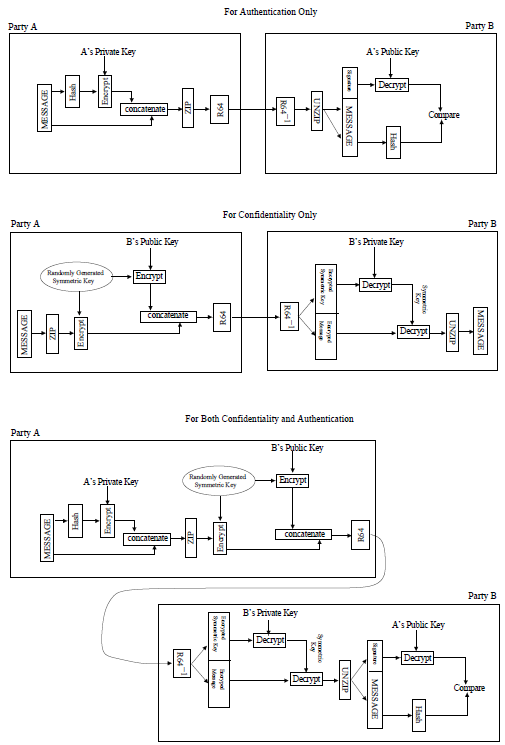 For Authentication Only
Party A
Party B
A's Private Key
A's Public Key
MESSAGE
Hash
Encrypt
concatenate
ZIP
R64
R64-1
UNZIP
Signature
MESSAGE
Decrypt
Compare
Hash
For Confidentiality Only
Party A
Party B
B's Public Key
B's Private Key
Randomly Generated
Symmetric Key
Encrypt
MESSAGE
ZIP
Encrypt
concatenate
R64
R64-1
Encrypted
Symmetric Key
Encrypted
Message
Decrypt
Symmetric
Key
Decrypt
UNZIP
MESSAGE
For Both Confidentiality and Authentication
Party A
B's Public Key
Randomly Generated
Symmetric Key
Encrypt
A's Private Key
MESSAGE
Hash
Encrypt
concatenate
ZIP
Encrypt
concatenate
R64
Party B
B's Private Key
A's Public Key
R64-1
Encrypted
Symmetric Key
Encrypted
Message
Decrypt
Symmetric
Key
Decrypt
UNZIP
Signature
MESSAGE
Decrypt
Compare
Hash